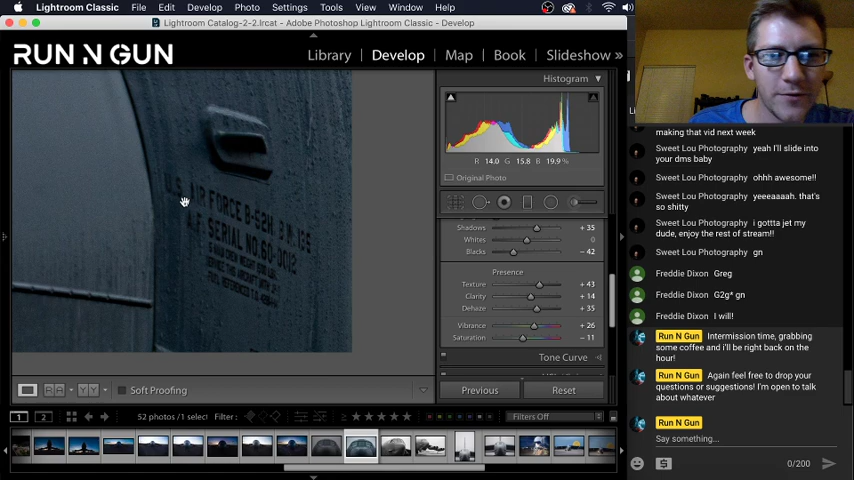 Lightroom Classic File Edit Develop Photo Settings Tools View Window Help
Lightroom Catalog-2-2.lrcat - Adobe Photoshop Lightroom Classic - Develop
RUN N GUN
Library Develop Map Book Slideshow »
Histogram
R 14.0 G 15.8 B 19.9 %
Original Photo
Shadows + 35
Whites 0
Blacks - 42
Presence
Texture + 43
Clarity + 14
Dehaze + 35
Vibrance + 26
Saturation - 11
Tone Curve
U.S. AIR FORCE B-52H
A.F. SERIAL NO. 60-0012
Soft Proofing
Previous Reset
1 2 52 photos /1 select Filter: Filters Off
making that vid next week
Sweet Lou Photography yeah I'll slide into
your dms baby
Sweet Lou Photography ohhh awesome!!
Sweet Lou Photography yeeeaaaah. that's
so shitty
Sweet Lou Photography i gottta jet my
dude, enjoy the rest of stream!!
Sweet Lou Photography gn
Freddie Dixon Greg
Freddie Dixon G2g* gn
Freddie Dixon I will!
Run N Gun Intermission time, grabbing
some coffee and i'll be right back on the
hour!
Run N Gun Again feel free to drop your
questions or suggestions! I'm open to talk
about whatever
Run N Gun
Say something...
0/200